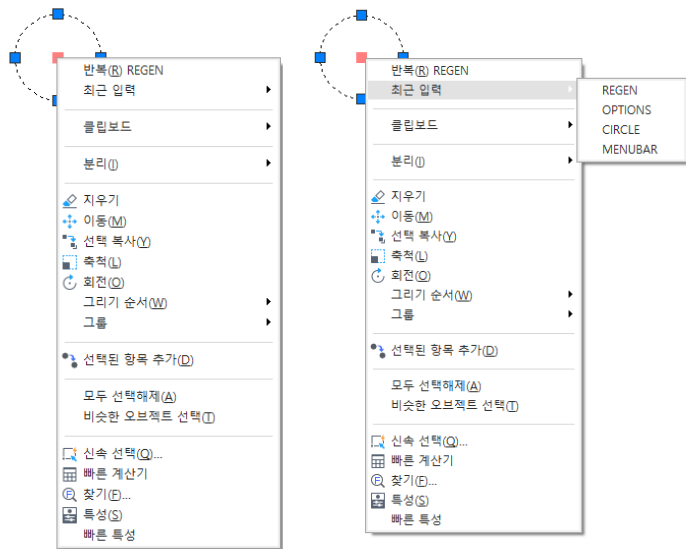 반복(R) REGEN
최근 입력
클립보드
분리(I)
지우기
이동(M)
선택 복사(Y)
축척(L)
회전(O)
그리기 순서(W)
그룹
선택된 항목 추가(D)
모두 선택해제(A)
비슷한 오브젝트 선택(T)
신속 선택(Q)...
빠른 계산기
찾기(F)...
특성(S)
빠른 특성
반복(R) REGEN
최근 입력
클립보드
분리(I)
지우기
이동(M)
선택 복사(Y)
축척(L)
회전(O)
그리기 순서(W)
그룹
선택된 항목 추가(D)
모두 선택해제(A)
비슷한 오브젝트 선택(T)
신속 선택(Q)...
빠른 계산기
찾기(F)...
특성(S)
빠른 특성
REGEN
OPTIONS
CIRCLE
MENUBAR